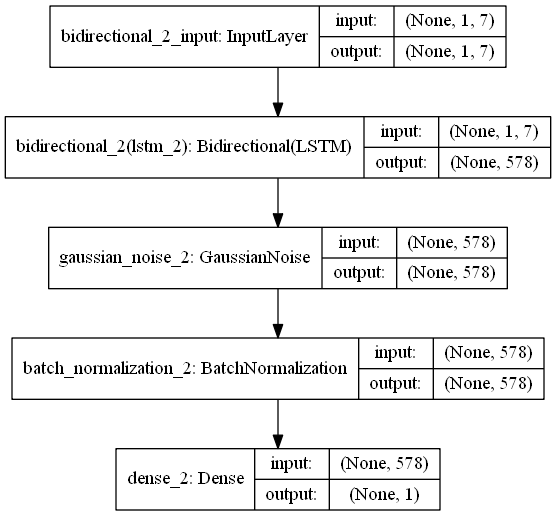 bidirectional_2_input: InputLayer
input: (None, 1, 7)
output: (None, 1, 7)
bidirectional_2(lstm_2): Bidirectional(LSTM)
input: (None, 1, 7)
output: (None, 578)
gaussian_noise_2: GaussianNoise
input: (None, 578)
output: (None, 578)
batch_normalization_2: BatchNormalization
input: (None, 578)
output: (None, 578)
dense_2: Dense
input: (None, 578)
output: (None, 1)